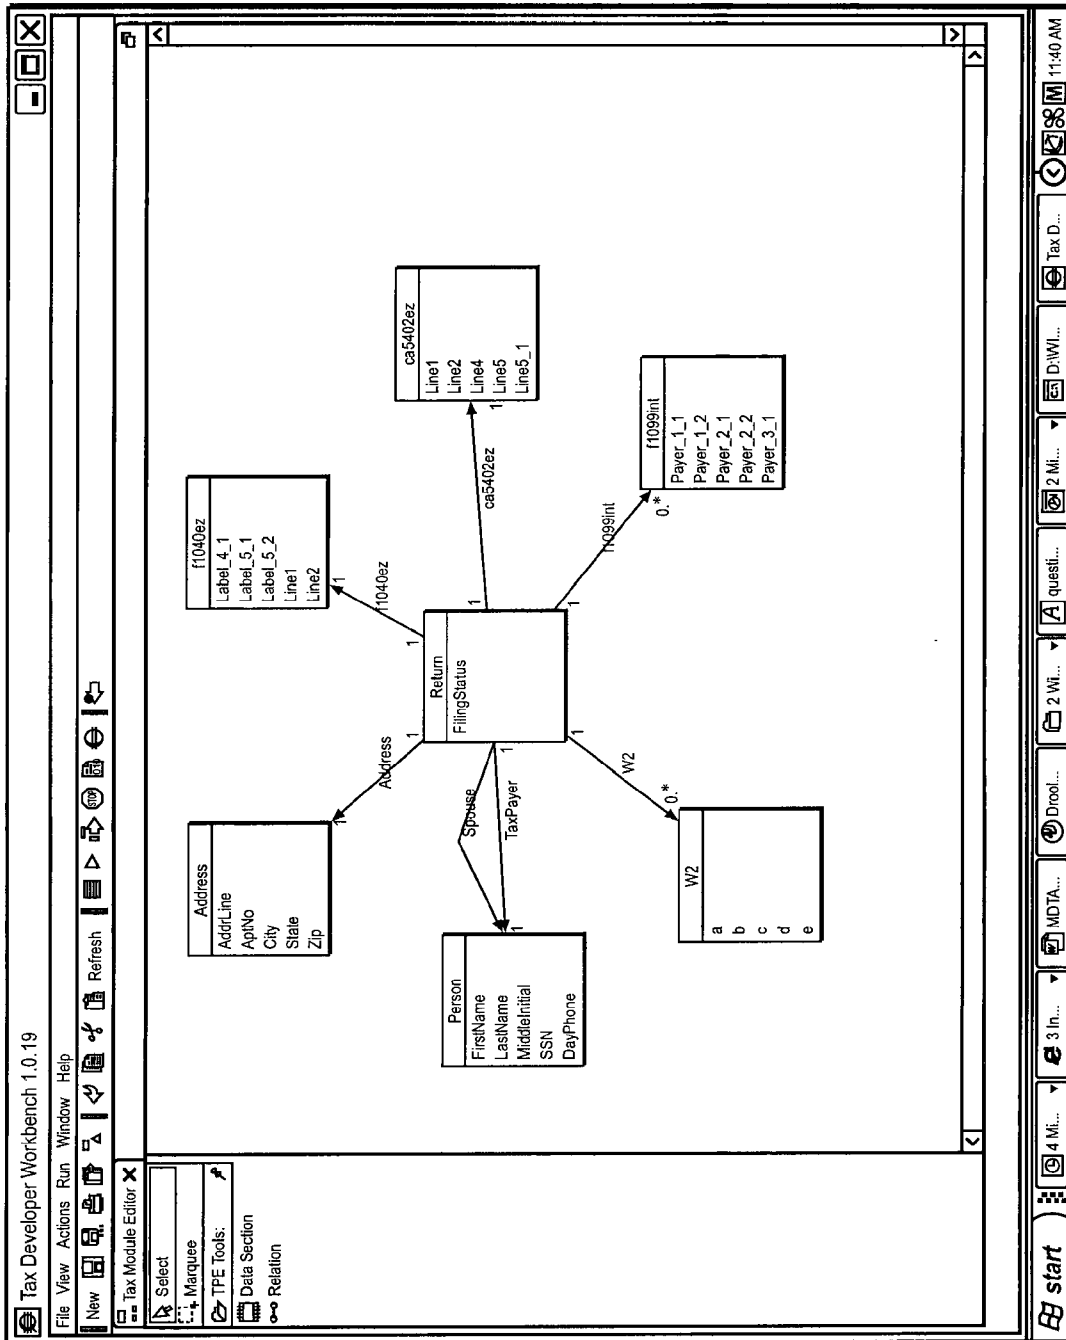 Tax Developer Workbench 1.0.19
File View Actions Run Window Help
New Refresh
Tax Module Editor
Select
Marquee
TPE Tools:
Data Section
Relation
Address
AddrLine
AptNo
City
State
Zip
f1040ez
Label_4_1
Label_5_1
Label_5_2
Line1
Line2
ca5402ez
Line1
Line2
Line4
Line5
Line5_1
Person
FirstName
LastName
MiddleInitial
SSN
DayPhone
Return
FilingStatus
W2
a
b
c
d
e
f1099int
Payer_1_1
Payer_1_2
Payer_2_1
Payer_2_2
Payer_3_1
Address
1
1
f1040ez
1
1
ca5402ez
1
1
Spouse
TaxPayer
1
1
W2
1
0.*
f1099int
1
0.*
start
4 Mi...
3 In...
MDTA...
Drool...
2 Wi...
questi...
2 Mi...
D:\WI...
Tax D...
11:40 AM